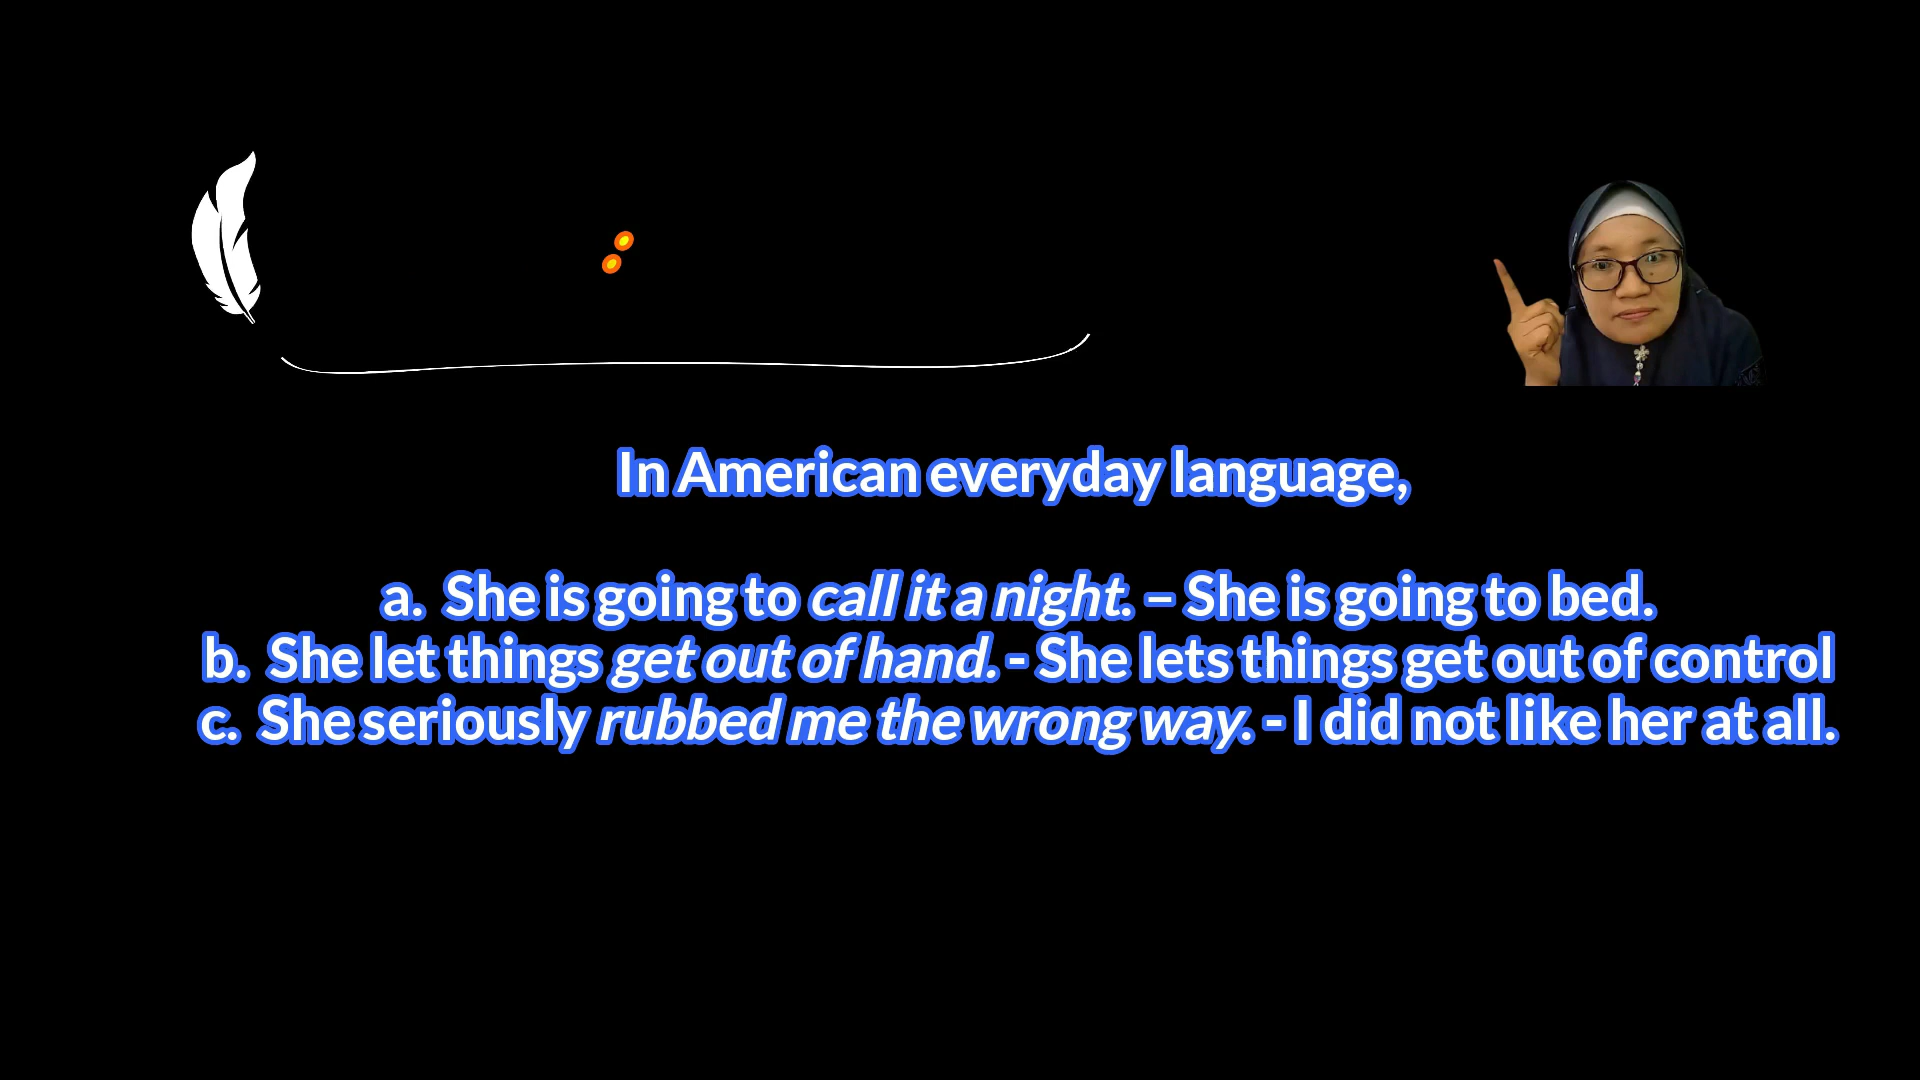 In American everyday language,
a. She is going to call it a night. – She is going to bed.
b. She let things get out of hand. - She lets things get out of control
c. She seriously rubbed me the wrong way. - I did not like her at all.